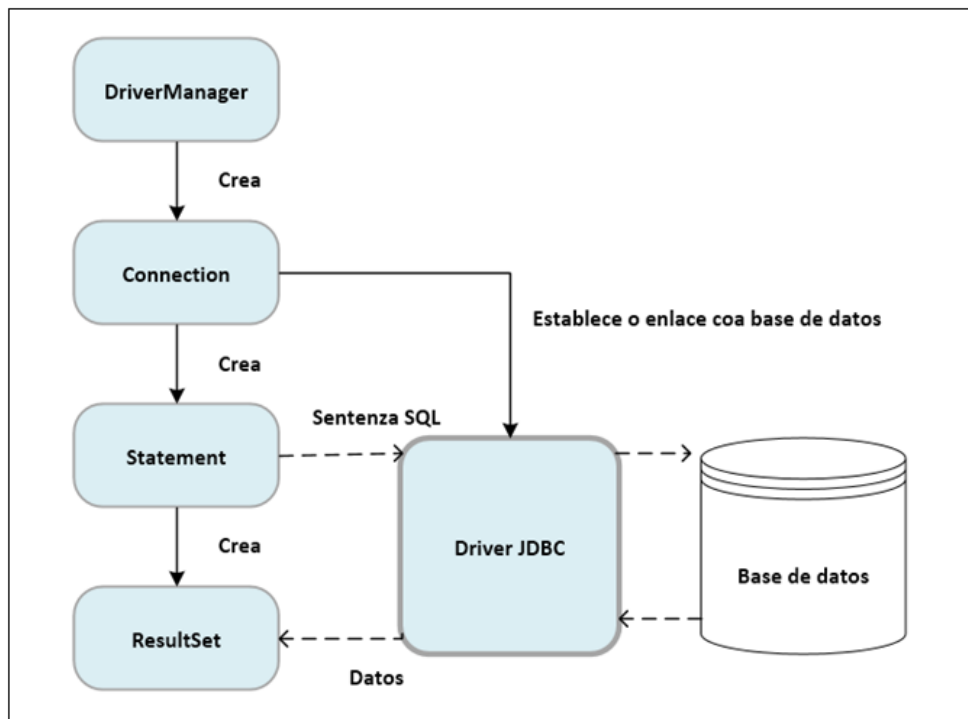 DriverManager
Crea
Connection
Establece o enlace coa base de datos
Crea
Sentenza SQL
Statement
Driver JDBC
Base de datos
Crea
ResultSet
Datos